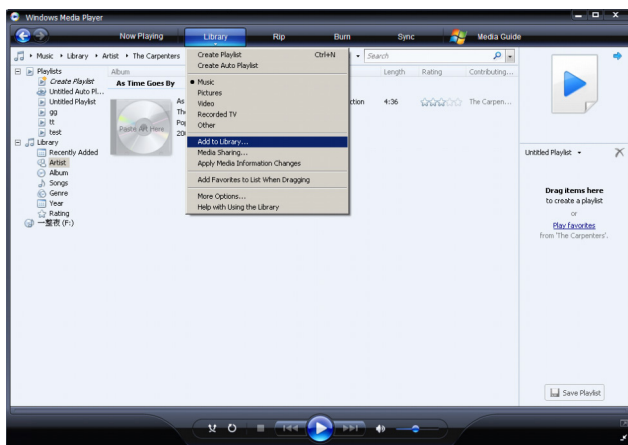 Windows Media Player
Now Playing Library Rip Burn Sync Media Guide
Music Library Artist The Carpenters Search
Create Playlist Ctrl+N
Create Auto Playlist
Music
Pictures
Video
Recorded TV
Other
Add to Library...
Media Sharing...
Apply Media Information Changes
Add Favorites to List When Dragging
More Options...
Help with Using the Library
Playlists
Create Playlist
Untitled Auto Pl...
Untitled Playlist
gg
tt
test
Library
Recently Added
Artist
Album
Songs
Genre
Year
Rating
(F:)
Album Length Rating Contributing...
As Time Goes By
Paste Art Here
As
Th
Po
20
ction 4:36 The Carpen...
Untitled Playlist
Drag items here
to create a playlist
or
Play favorites
from 'The Carpenters'.
Save Playlist